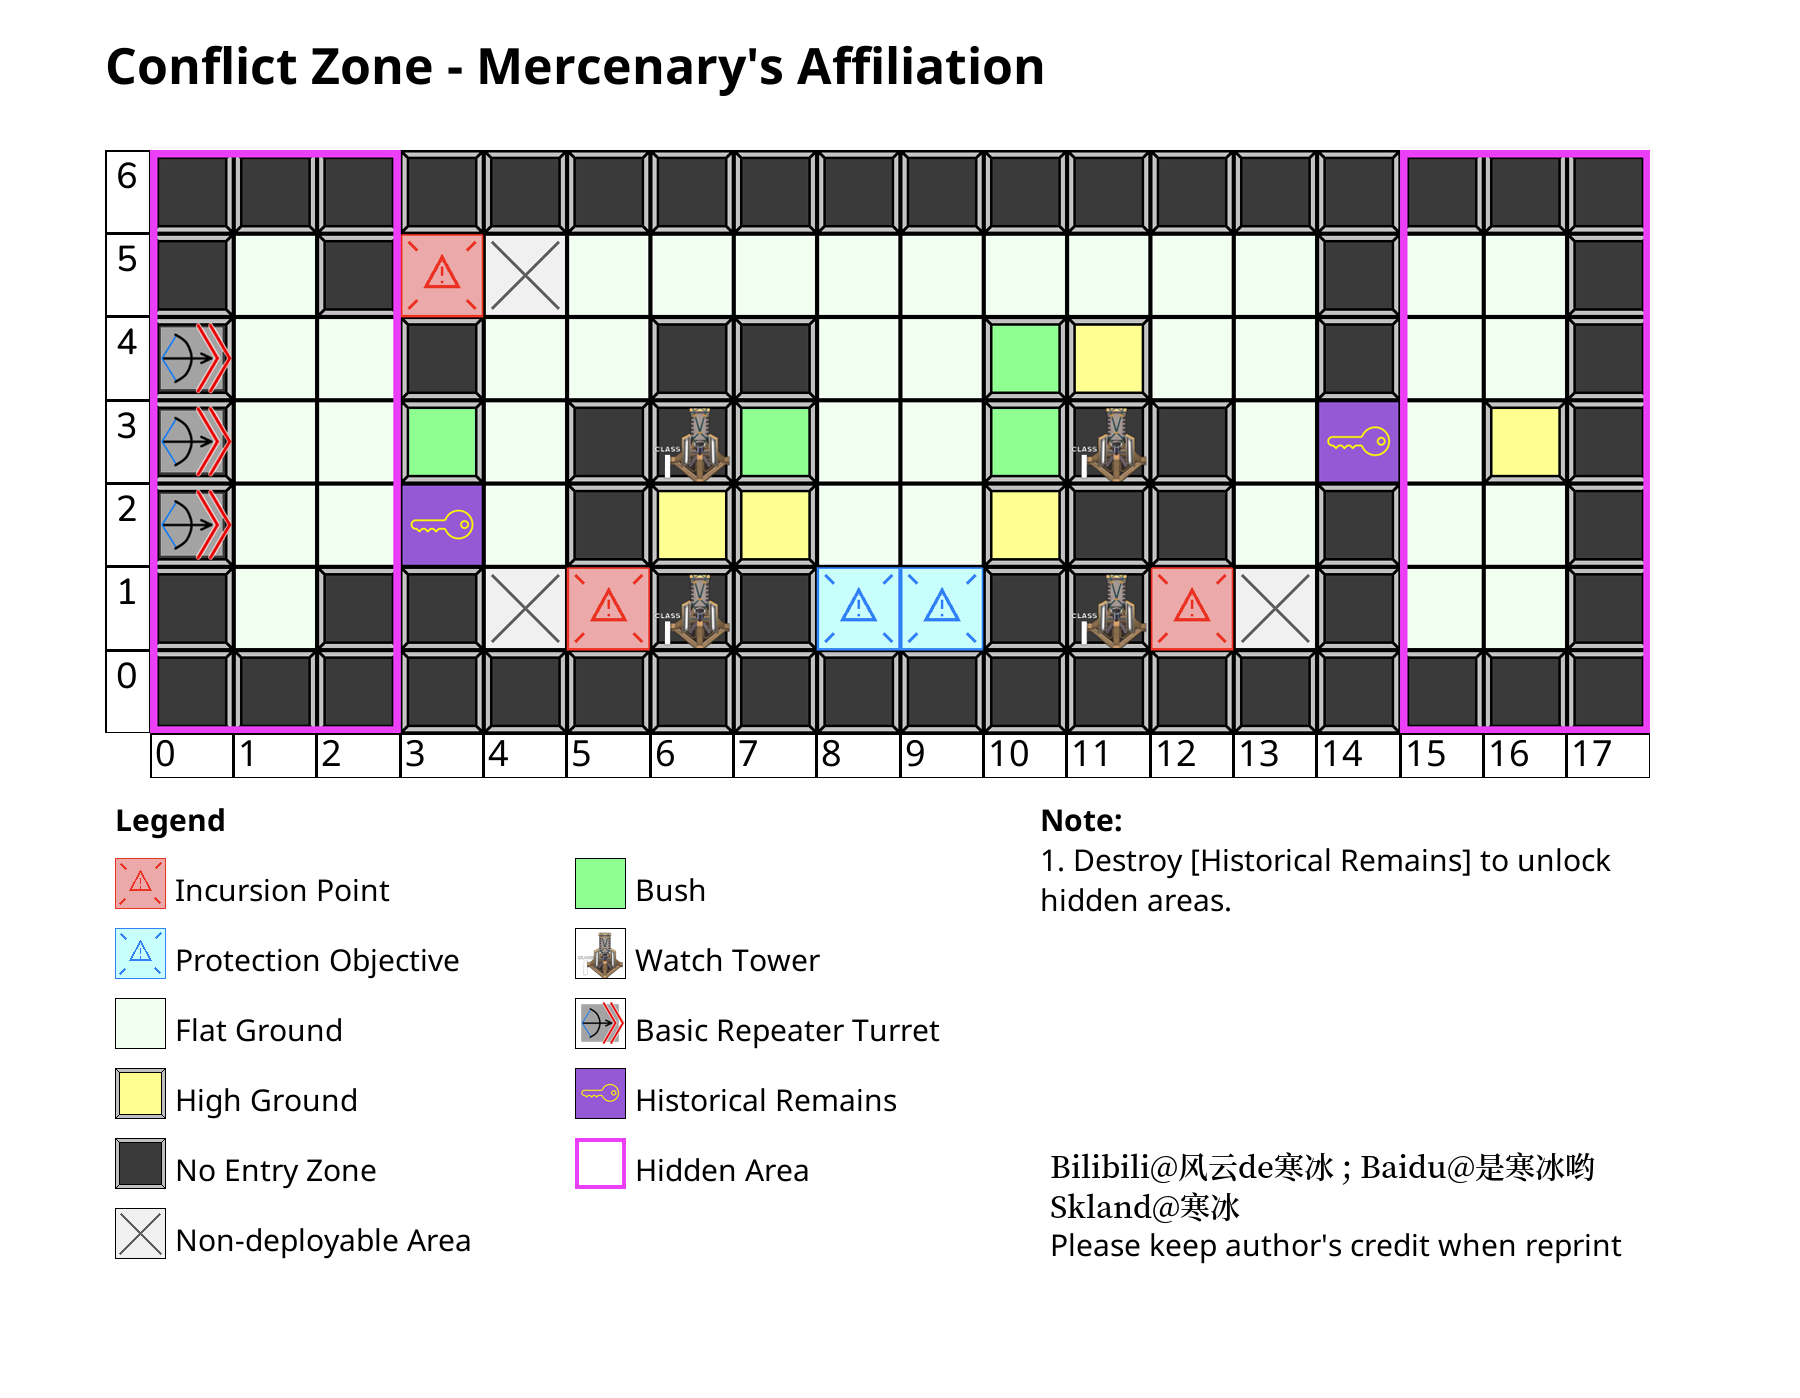 Conflict Zone - Mercenary's Affiliation
6
5
4
3
CLASS
CLASS
2
1
CLASS
CLASS
0
0 1 2 3 4 5 6 7 8 9 10 11 12 13 14 15 16 17
Legend
Incursion Point
Protection Objective
Flat Ground
High Ground
No Entry Zone
Non-deployable Area
Bush
Watch Tower
Basic Repeater Turret
Historical Remains
Hidden Area
Note:
1. Destroy [Historical Remains] to unlock
hidden areas.
Bilibili@风云de寒冰 ; Baidu@是寒冰哟
Skland@寒冰
Please keep author's credit when reprint